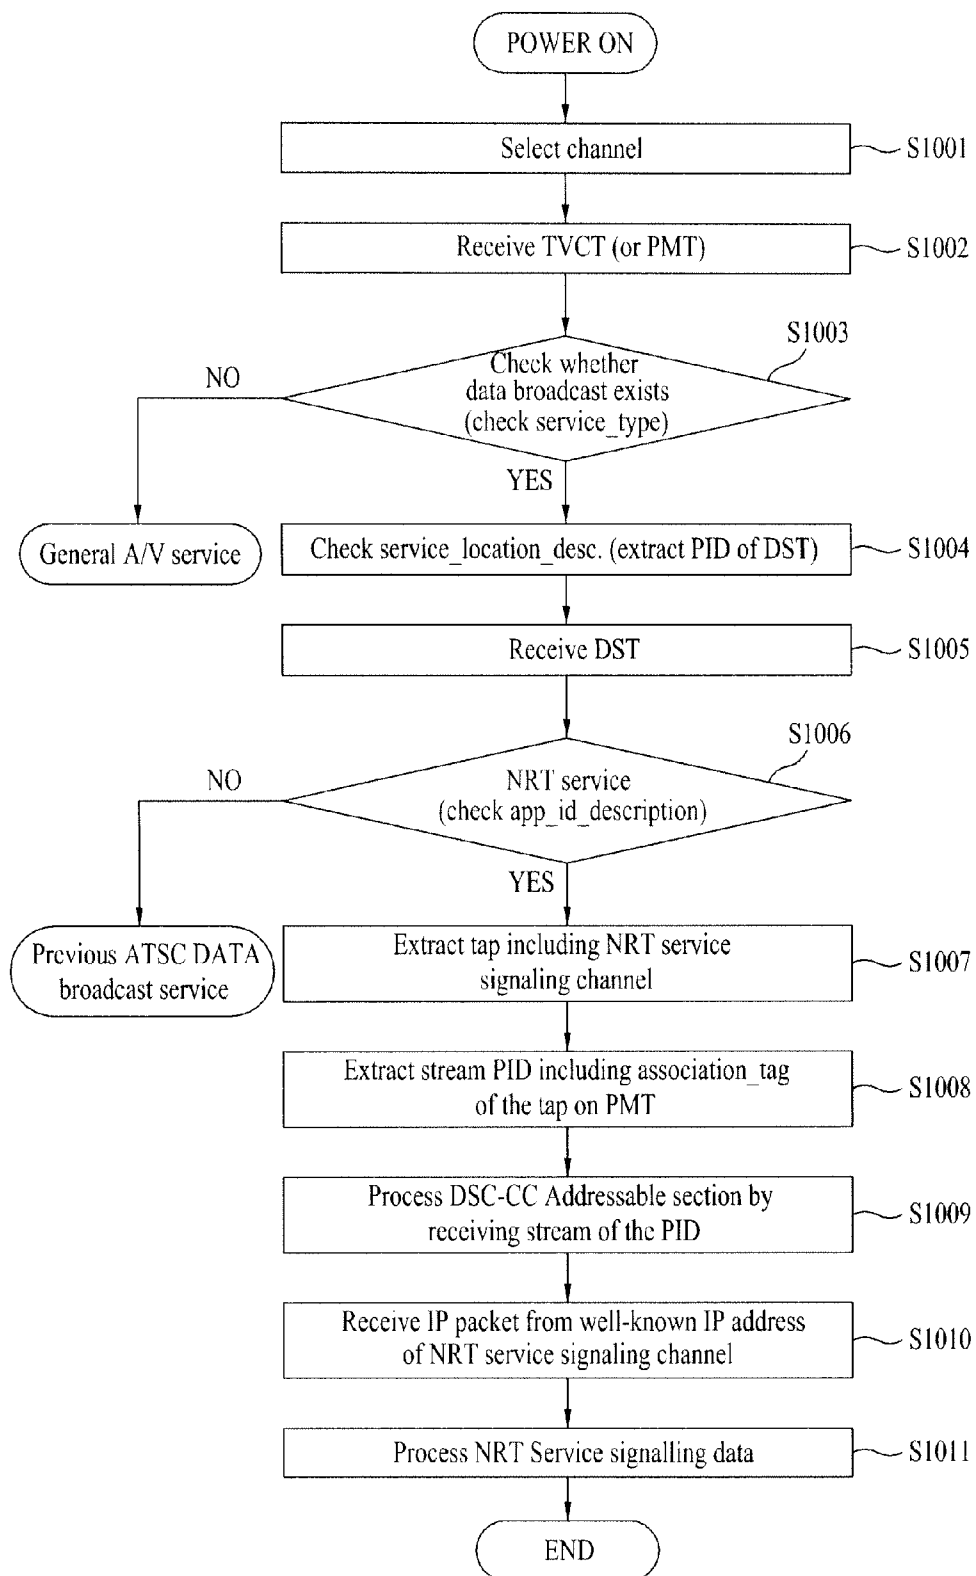 POWER ON
Select channel
S1001
Receive TVCT (or PMT)
S1002
S1003
Check whether
data broadcast exists
(check service_type)
NO
YES
General A/V service
Check service_location_desc. (extract PID of DST)
S1004
Receive DST
S1005
S1006
NRT service
(check app_id_description)
NO
YES
Previous ATSC DATA
broadcast service
Extract tap including NRT service
signaling channel
S1007
Extract stream PID including association_tag
of the tap on PMT
S1008
Process DSC-CC Addressable section by
receiving stream of the PID
S1009
Receive IP packet from well-known IP address
of NRT service signaling channel
S1010
Process NRT Service signalling data
S1011
END